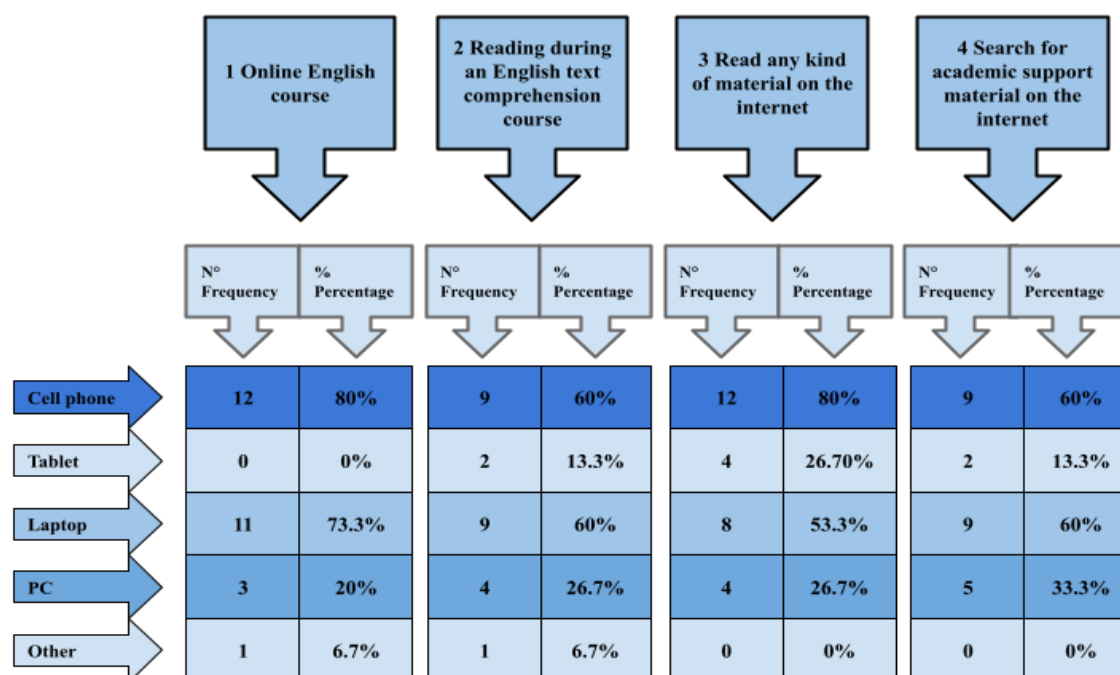 1 Online English
course
2 Reading during
an English text
comprehension
course
3 Read any kind
of material on the
internet
4 Search for
academic support
material on the
internet
N°
Frequency
%
Percentage
N°
Frequency
%
Percentage
N°
Frequency
%
Percentage
N°
Frequency
%
Percentage
Cell phone 12 80% 9 60% 12 80% 9 60%
Tablet 0 0% 2 13.3% 4 26.70% 2 13.3%
Laptop 11 73.3% 9 60% 8 53.3% 9 60%
PC 3 20% 4 26.7% 4 26.7% 5 33.3%
Other 1 6.7% 1 6.7% 0 0% 0 0%